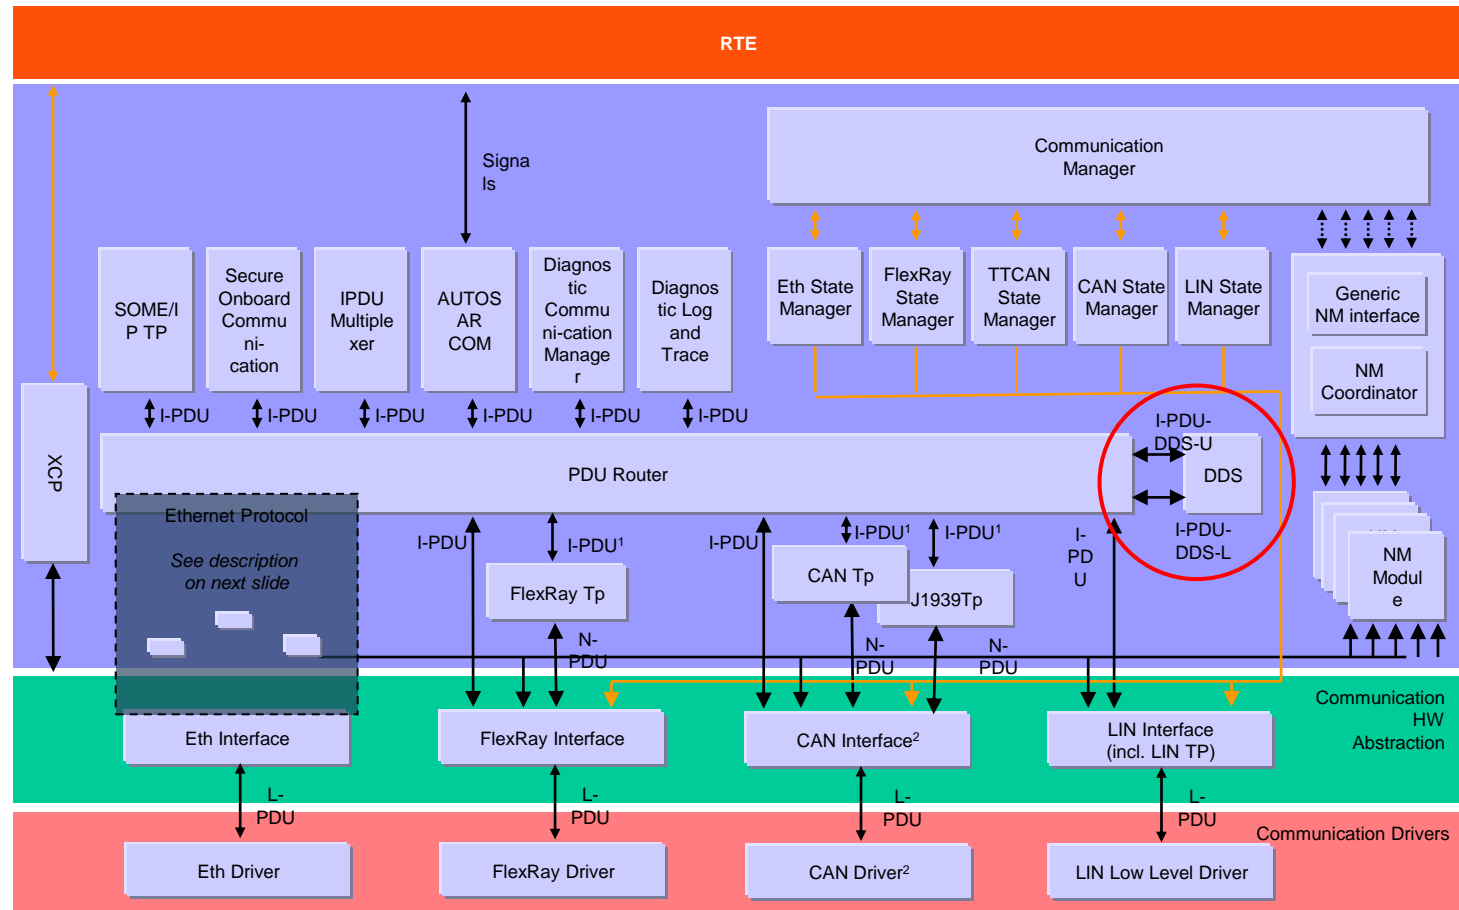 RTE
Communication
Manager
Signa
ls
SOME/I
P TP
Secure
Onboard
Commu
ni-
cation
IPDU
Multiple
xer
AUTOS
AR
COM
Diagnos
tic
Commu
ni-cation
Manage
r
Diagnos
tic Log
and
Trace
Eth State
Manager
FlexRay
State
Manager
TTCAN
State
Manager
CAN State
Manager
LIN State
Manager
Generic
NM interface
NM
Coordinator
I-PDU
I-PDU
I-PDU
I-PDU
I-PDU
I-PDU
XCP
PDU Router
I-PDU-
DDS-U
DDS
I-PDU-
DDS-L
Ethernet Protocol
See description
on next slide
I-PDU
I-PDU¹
I-PDU
I-PDU¹
I-PDU¹
I-
PD
U
FlexRay Tp
CAN Tp
J1939Tp
NM
Modul
e
N-
PDU
N-
PDU
N-
PDU
Communication
HW
Abstraction
Eth Interface
FlexRay Interface
CAN Interface²
LIN Interface
(incl. LIN TP)
L-
PDU
L-
PDU
L-
PDU
L-
PDU
Communication Drivers
Eth Driver
FlexRay Driver
CAN Driver²
LIN Low Level Driver